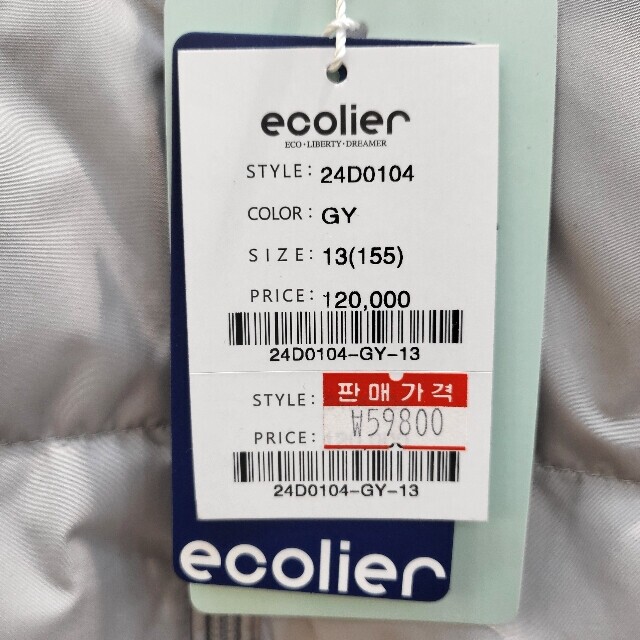 ecolier
ECO · LIBERTY · DREAMER
STYLE: 24D0104
COLOR: GY
SIZE: 13(155)
PRICE: 120,000
24D0104-GY-13
STYLE:
판매가격
PRICE: ₩59800
24D0104-GY-13
ecolier